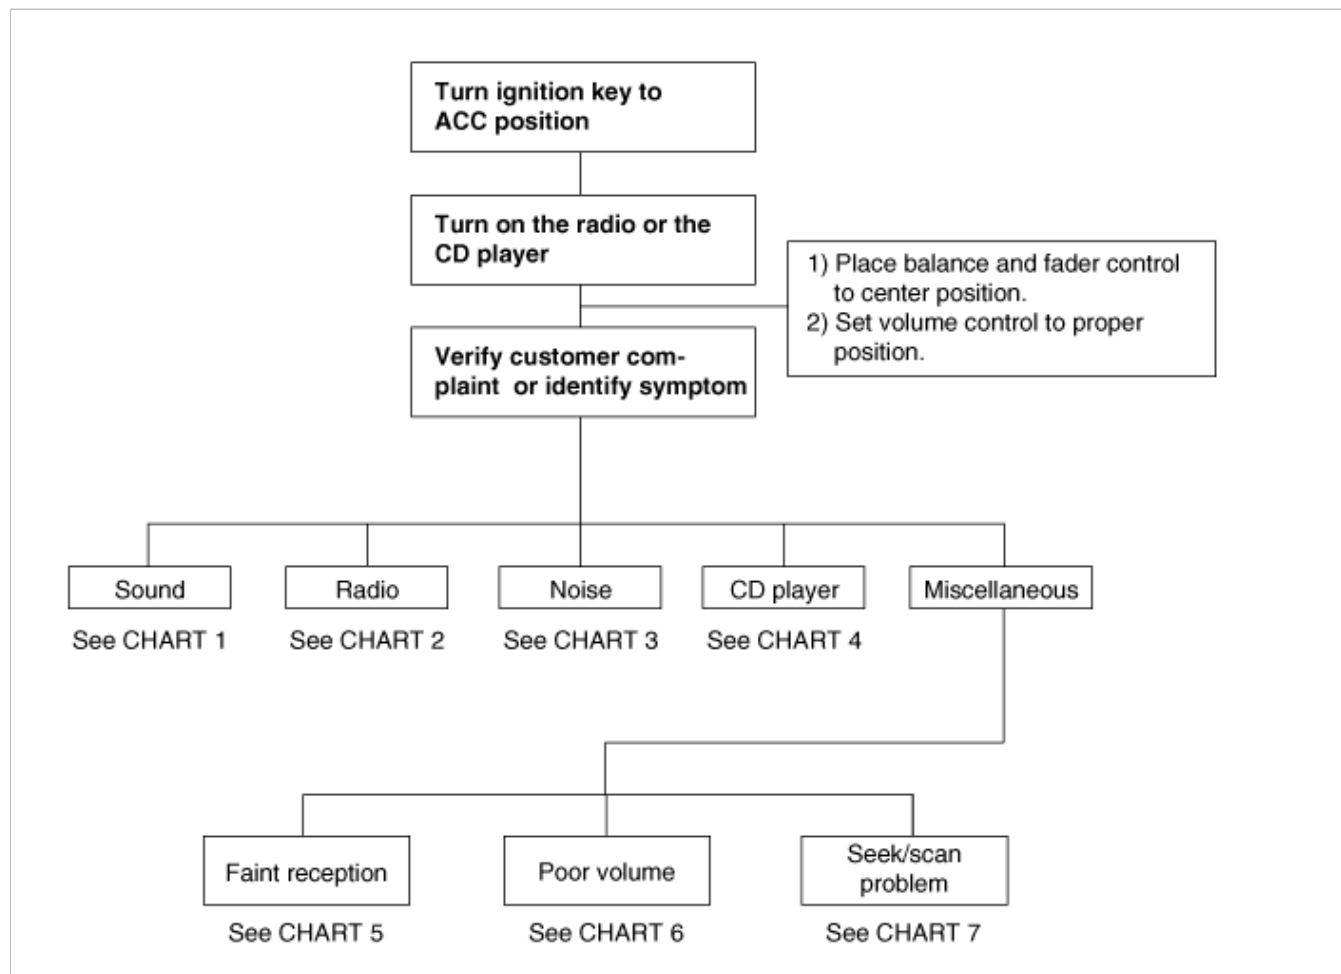 Turn ignition key to
ACC position
Turn on the radio or the
CD player
1) Place balance and fader control
to center position.
2) Set volume control to proper
position.
Verify customer com-
plaint or identify symptom
Sound
Radio
Noise
CD player
Miscellaneous
See CHART 1
See CHART 2
See CHART 3
See CHART 4
Faint reception
Poor volume
Seek/scan
problem
See CHART 5
See CHART 6
See CHART 7